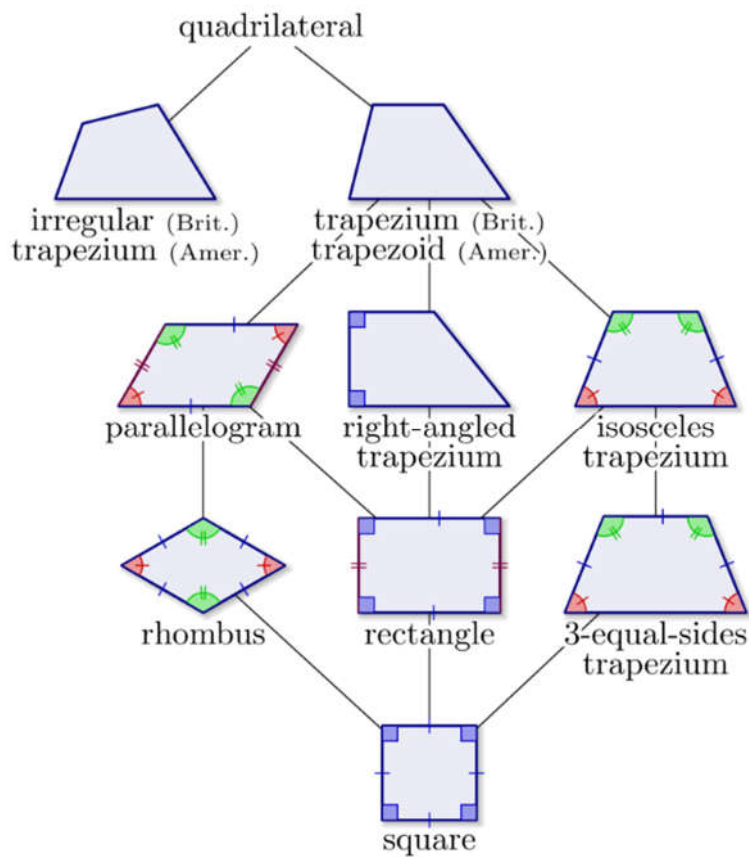 quadrilateral
irregular (Brit.)
trapezium (Amer.)
trapezium (Brit.)
trapezoid (Amer.)
parallelogram
right-angled
trapezium
isosceles
trapezium
rhombus
rectangle
3-equal-sides
trapezium
square